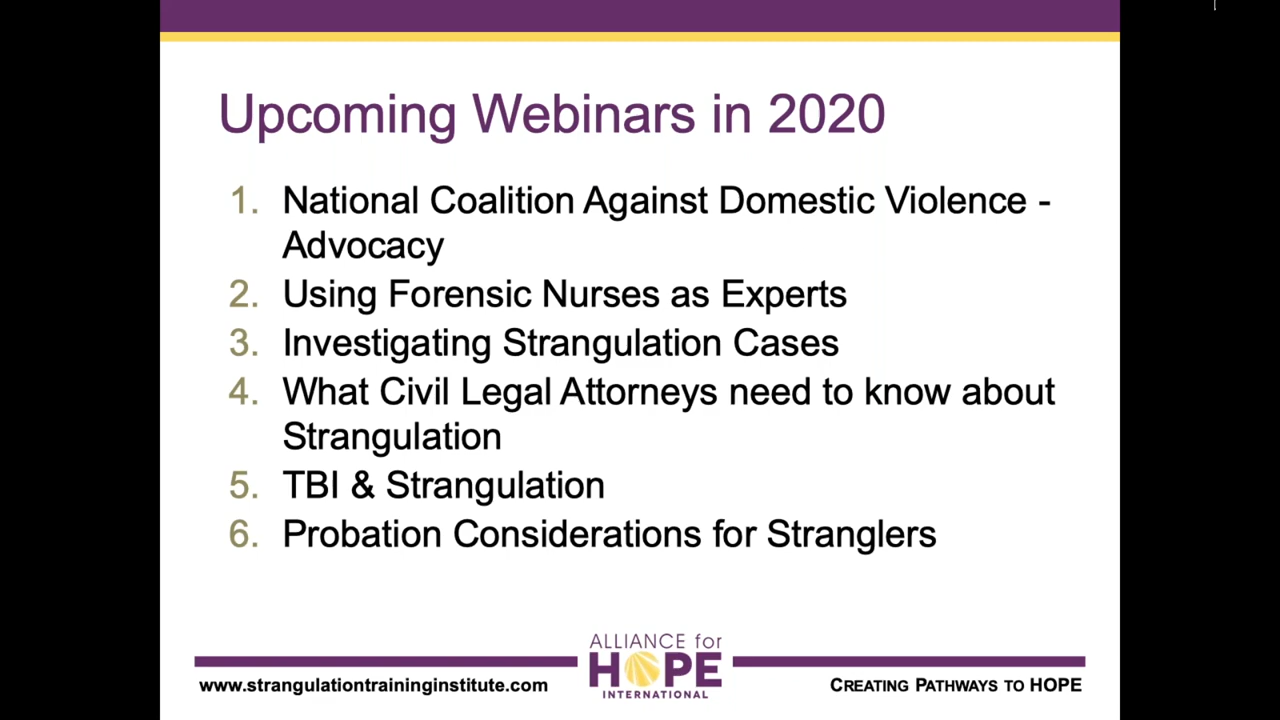 Upcoming Webinars in 2020
1. National Coalition Against Domestic Violence -
Advocacy
2. Using Forensic Nurses as Experts
3. Investigating Strangulation Cases
4. What Civil Legal Attorneys need to know about
Strangulation
5. TBI & Strangulation
6. Probation Considerations for Stranglers
ALLIANCE for
HOPE
INTERNATIONAL
www.strangulationtraininginstitute.com
CREATING PATHWAYS TO HOPE